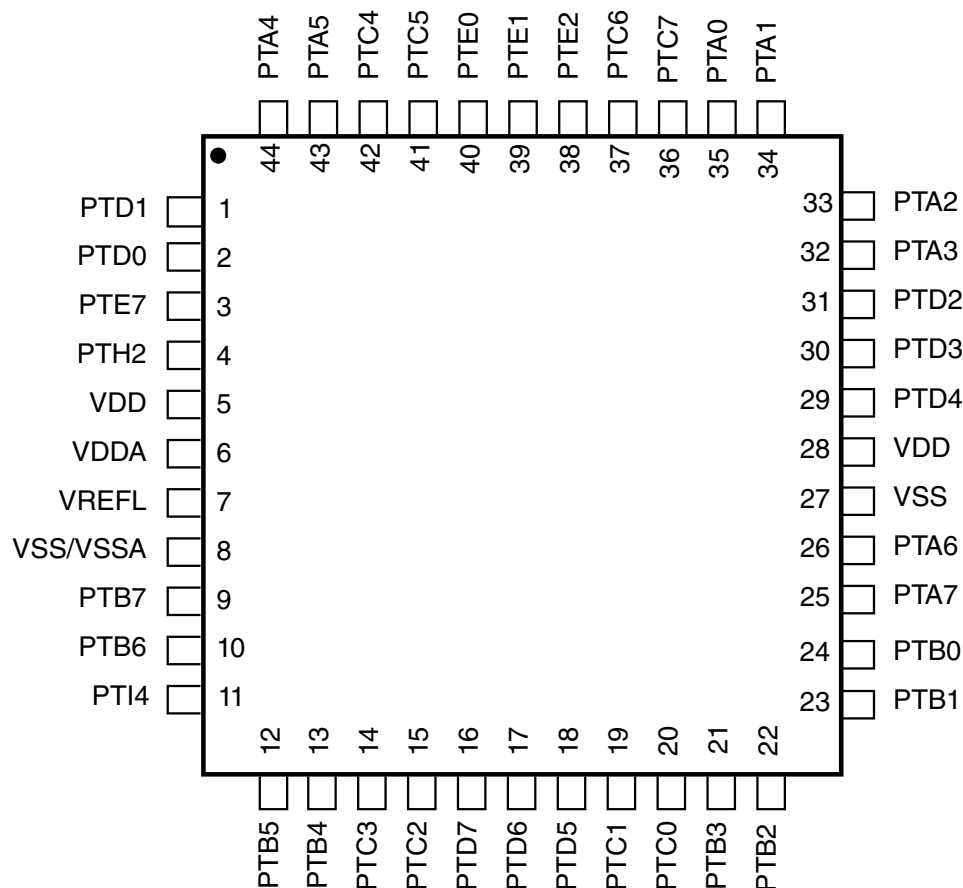 PTA4 PTA5 PTC4 PTC5 PTE0 PTE1 PTE2 PTC6 PTC7 PTA0 PTA1
44 43 42 41 40 39 38 37 36 35 34
PTD1 1 33 PTA2
PTD0 2 32 PTA3
PTE7 3 31 PTD2
PTH2 4 30 PTD3
VDD 5 29 PTD4
VDDA 6 28 VDD
VREFL 7 27 VSS
VSS/VSSA 8 26 PTA6
PTB7 9 25 PTA7
PTB6 10 24 PTB0
PTI4 11 23 PTB1
12 13 14 15 16 17 18 19 20 21 22
PTB5 PTB4 PTC3 PTC2 PTD7 PTD6 PTD5 PTC1 PTC0 PTB3 PTB2